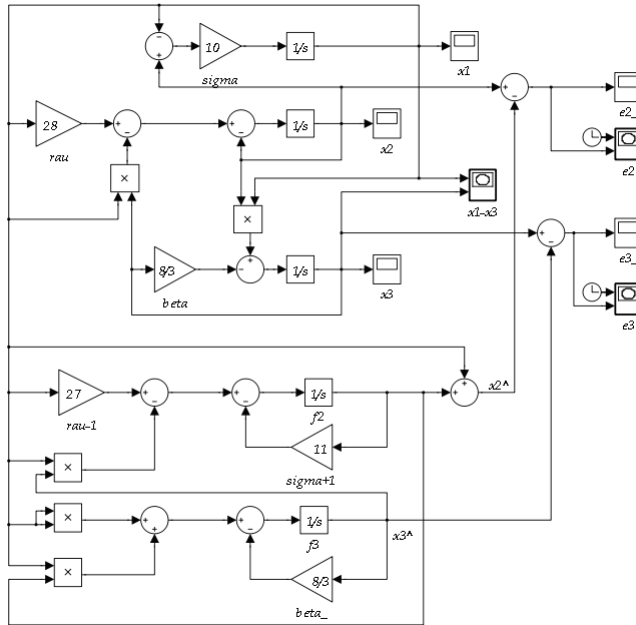 10
1/s
sigma
x1
28
rau
1/s
x2
e2_
e2
×
×
x1-x3
8/3
beta
1/s
x3
e3_
e3
27
rau-1
1/s
f2
x2^
11
sigma+1
×
×
1/s
f3
x3^
×
8/3
beta_